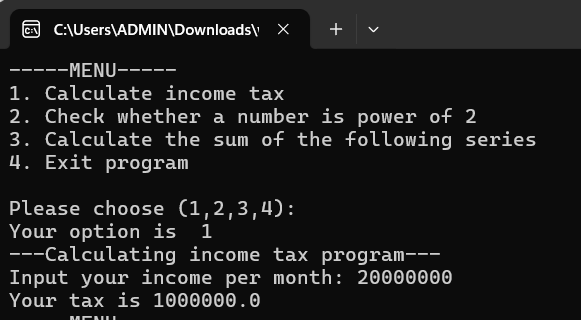 C:\Users\ADMIN\Downloads\
-----MENU-----
1. Calculate income tax
2. Check whether a number is power of 2
3. Calculate the sum of the following series
4. Exit program
Please choose (1,2,3,4):
Your option is  1
---Calculating income tax program---
Input your income per month: 20000000
Your tax is 1000000.0
-----MENU-----